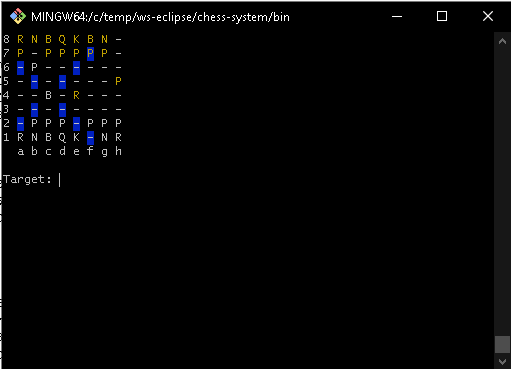 MINGW64:/c/temp/ws-eclipse/chess-system/bin
8 R N B Q K B N -
7 P - P P P P P -
6 - P - - - - - -
5 - - - - - - - P
4 - - B - R - - -
3 - - - - - - - -
2 - P P P - P P P
1 R N B Q K - N R
a b c d e f g h
Target: